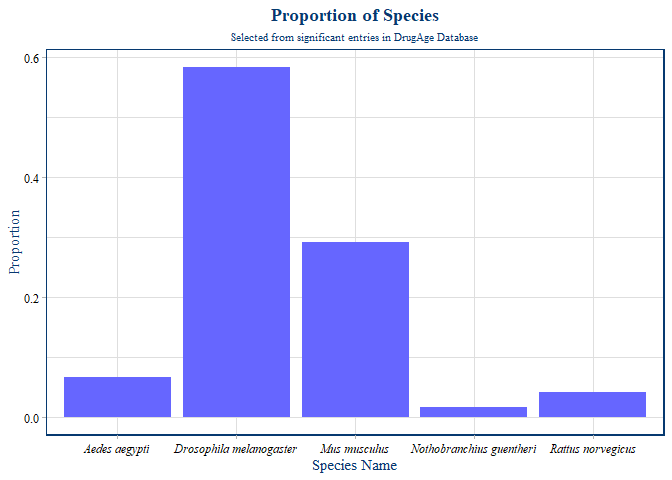 Proportion of Species
Selected from significant entries in DrugAge Database
0.6
0.4
0.2
0.0
Proportion
Aedes aegypti Drosophila melanogaster Mus musculus Nothobranchius guentheri Rattus norvegicus
Species Name